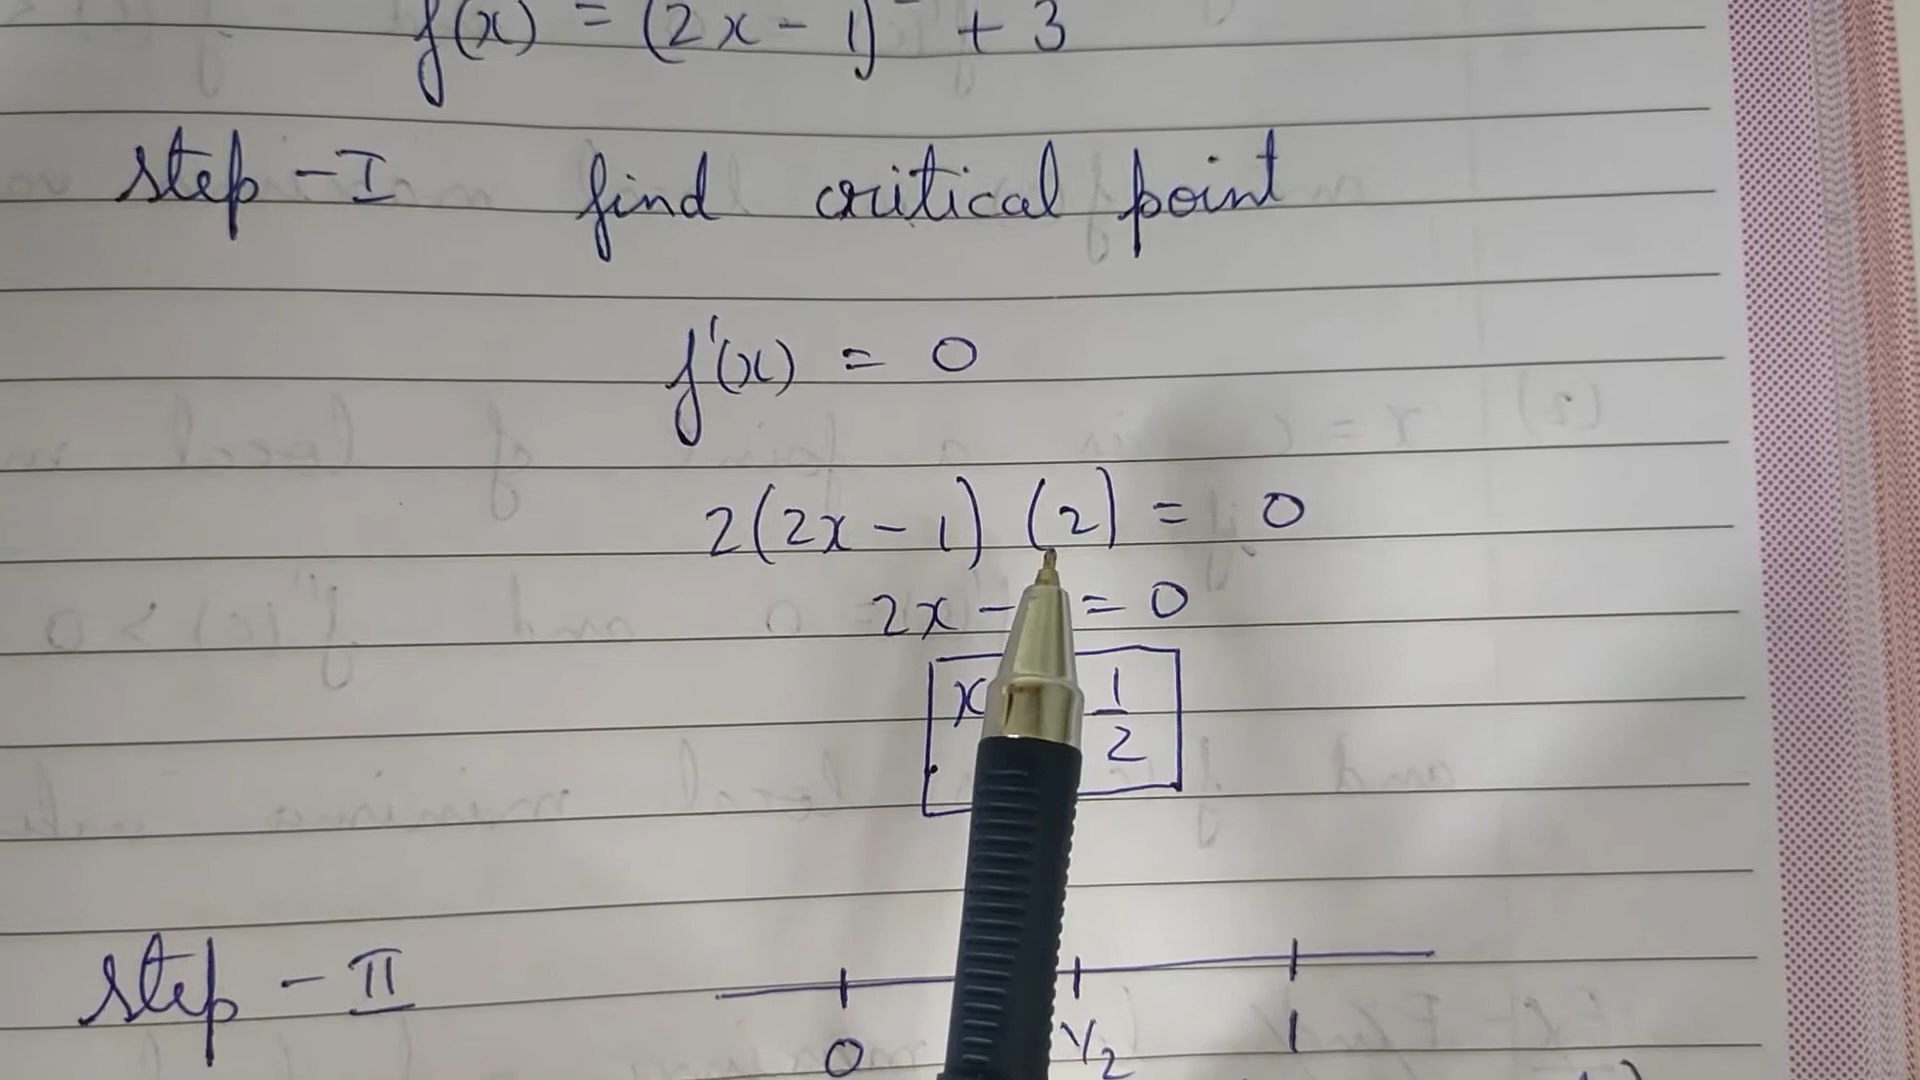 f(x) = (2x - 1) + 3
step - I find critical point
f'(x) = 0
2(2x - 1) (2) = 0
2x - = 0
x 1/2
step - II
0 1/2 1